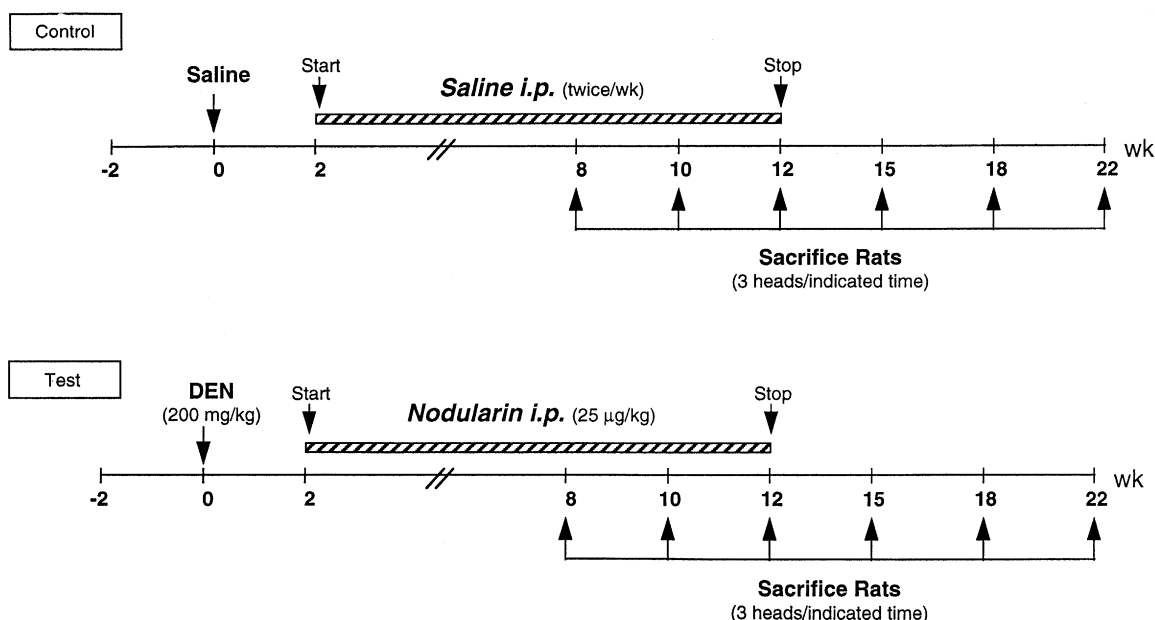 Control
Saline
Start
Stop
Saline i.p. (twice/wk)
-2 0 2 8 10 12 15 18 22 wk
Sacrifice Rats
(3 heads/indicated time)
Test
DEN
(200 mg/kg)
Start
Stop
Nodularin i.p. (25 µg/kg)
-2 0 2 8 10 12 15 18 22 wk
Sacrifice Rats
(3 heads/indicated time)